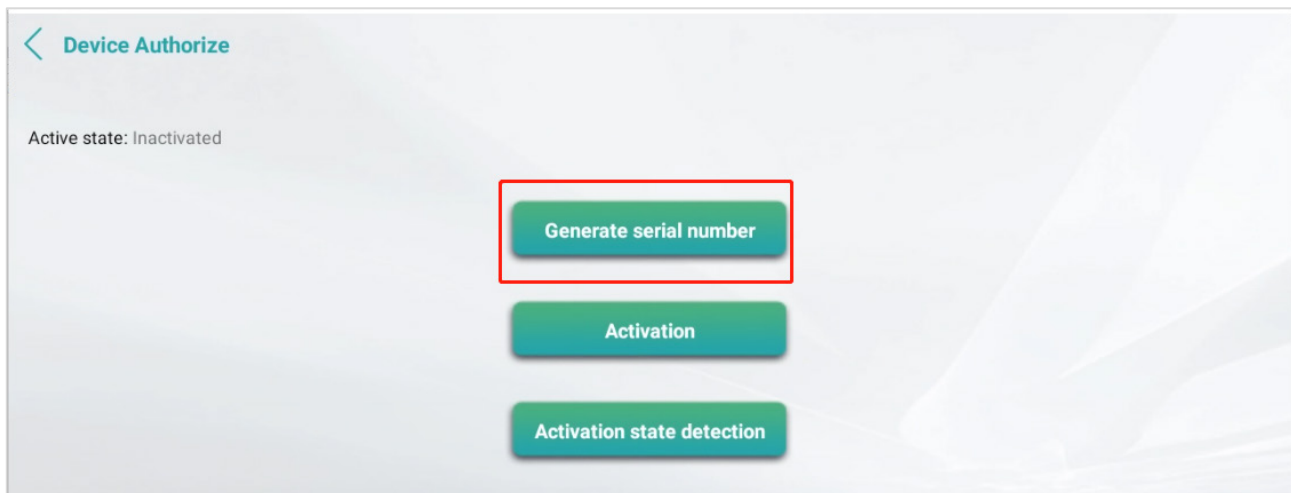 Device Authorize
Active state: Inactivated
Generate serial number
Activation
Activation state detection